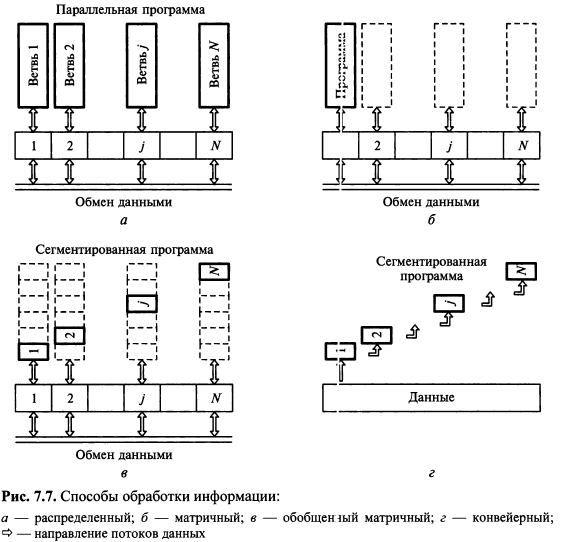 Параллельная программа
Ветвь 1
Ветвь 2
Ветвь j
Ветвь N
1
2
j
N
Обмен данными
а
Программа
2
j
N
Обмен данными
б
Сегментированная программа
1
2
j
N
1
2
j
N
Обмен данными
в
Сегментированная
программа
1
2
j
N
Данные
г
Рис. 7.7. Способы обработки информации:
а — распределенный; б — матричный; в — обобщенный матричный; г — конвейерный;
⇨ — направление потоков данных